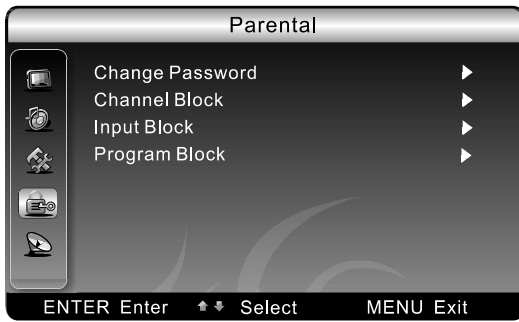 Parental
Change Password
Channel Block
Input Block
Program Block
ENTER Enter Select MENU Exit